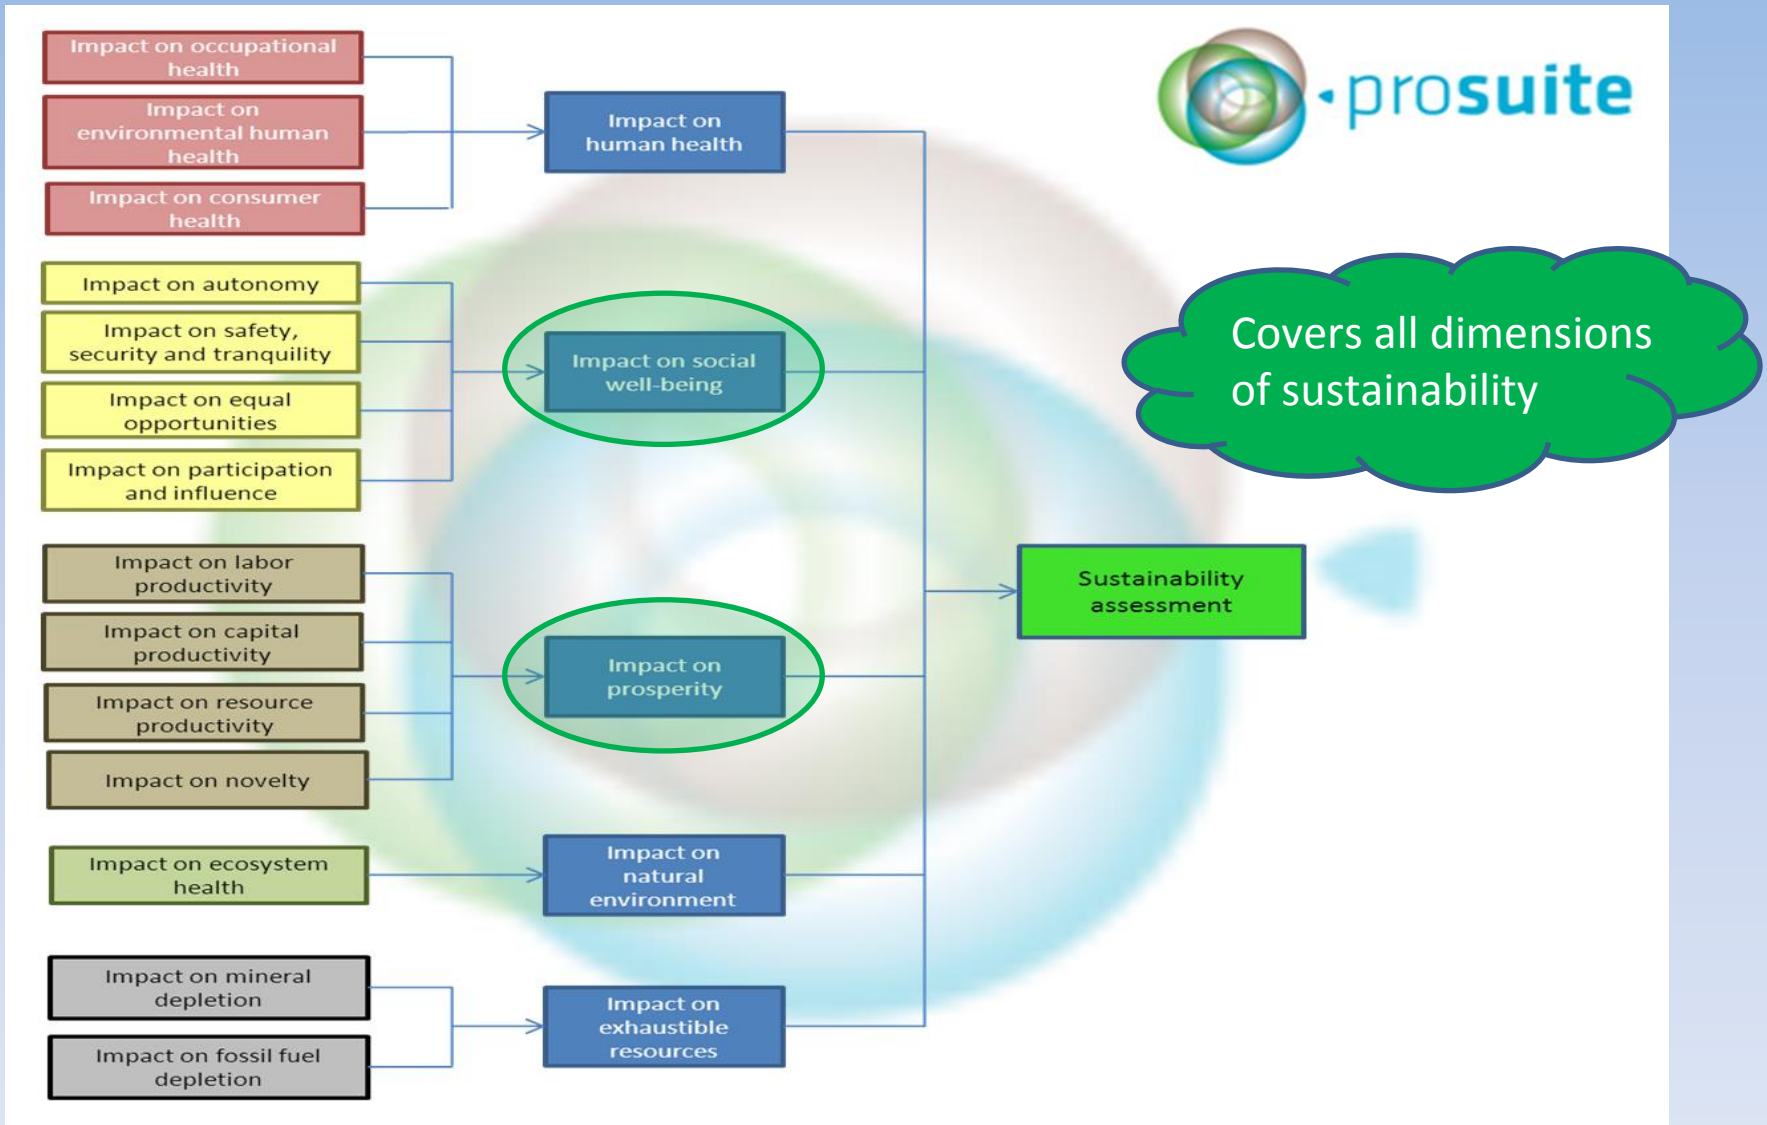 Impact on occupational
health
Impact on
environmental human
health
Impact on consumer
health
Impact on autonomy
Impact on safety,
security and tranquility
Impact on equal
opportunities
Impact on participation
and influence
Impact on labor
productivity
Impact on capital
productivity
Impact on resource
productivity
Impact on novelty
Impact on ecosystem
health
Impact on mineral
depletion
Impact on fossil fuel
depletion
Impact on
human health
Impact on social
well-being
Impact on
prosperity
Impact on
natural
environment
Impact on
exhaustible
resources
Sustainability
assessment
prosuite
Covers all dimensions
of sustainability